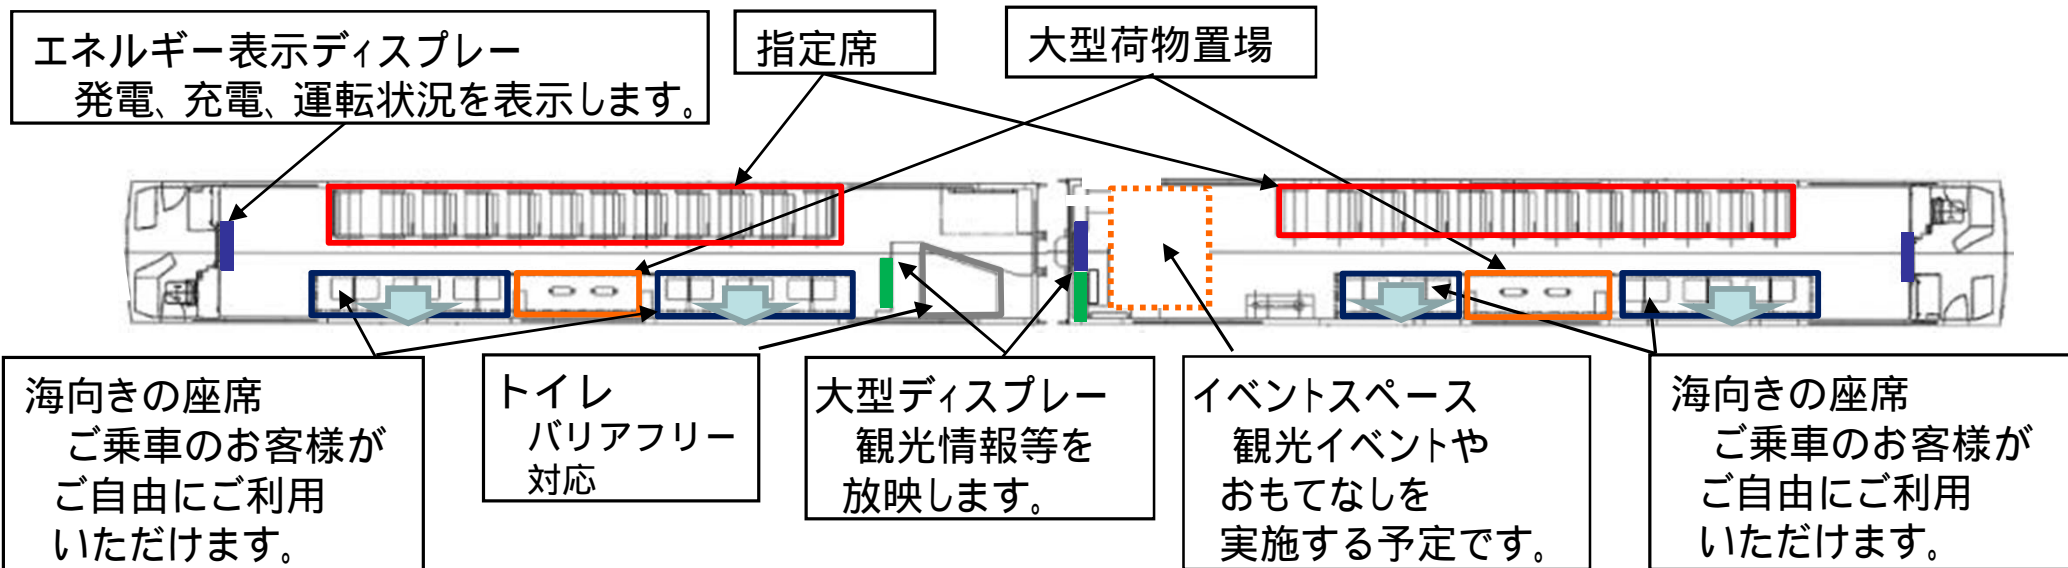 エネルギー表示ディスプレー
発電、充電、運転状況を表示します。
指定席
大型荷物置場
海向きの座席
ご乗車のお客様が
ご自由にご利用
いただけます。
トイレ
バリアフリー
対応
大型ディスプレー
観光情報等を
放映します。
イベントスペース
観光イベントや
おもてなしを
実施する予定です。
海向きの座席
ご乗車のお客様が
ご自由にご利用
いただけます。